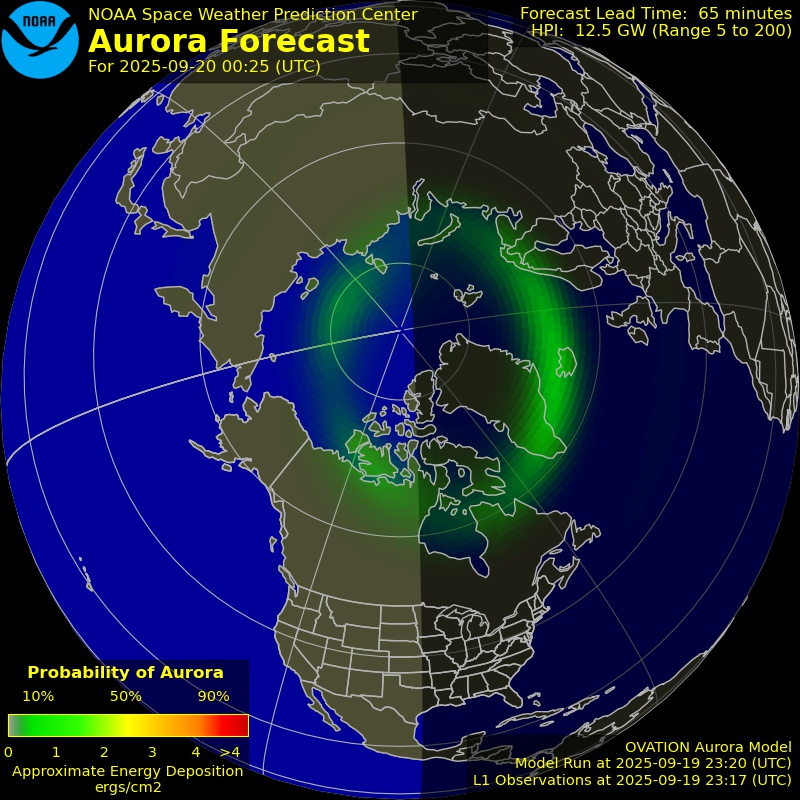 NOAA
NOAA Space Weather Prediction Center
Aurora Forecast
For 2025-09-20 00:25 (UTC)
Forecast Lead Time: 65 minutes
HPI: 12.5 GW (Range 5 to 200)
Probability of Aurora
10% 50% 90%
0 1 2 3 4 >4
Approximate Energy Deposition
ergs/cm2
OVATION Aurora Model
Model Run at 2025-09-19 23:20 (UTC)
L1 Observations at 2025-09-19 23:17 (UTC)